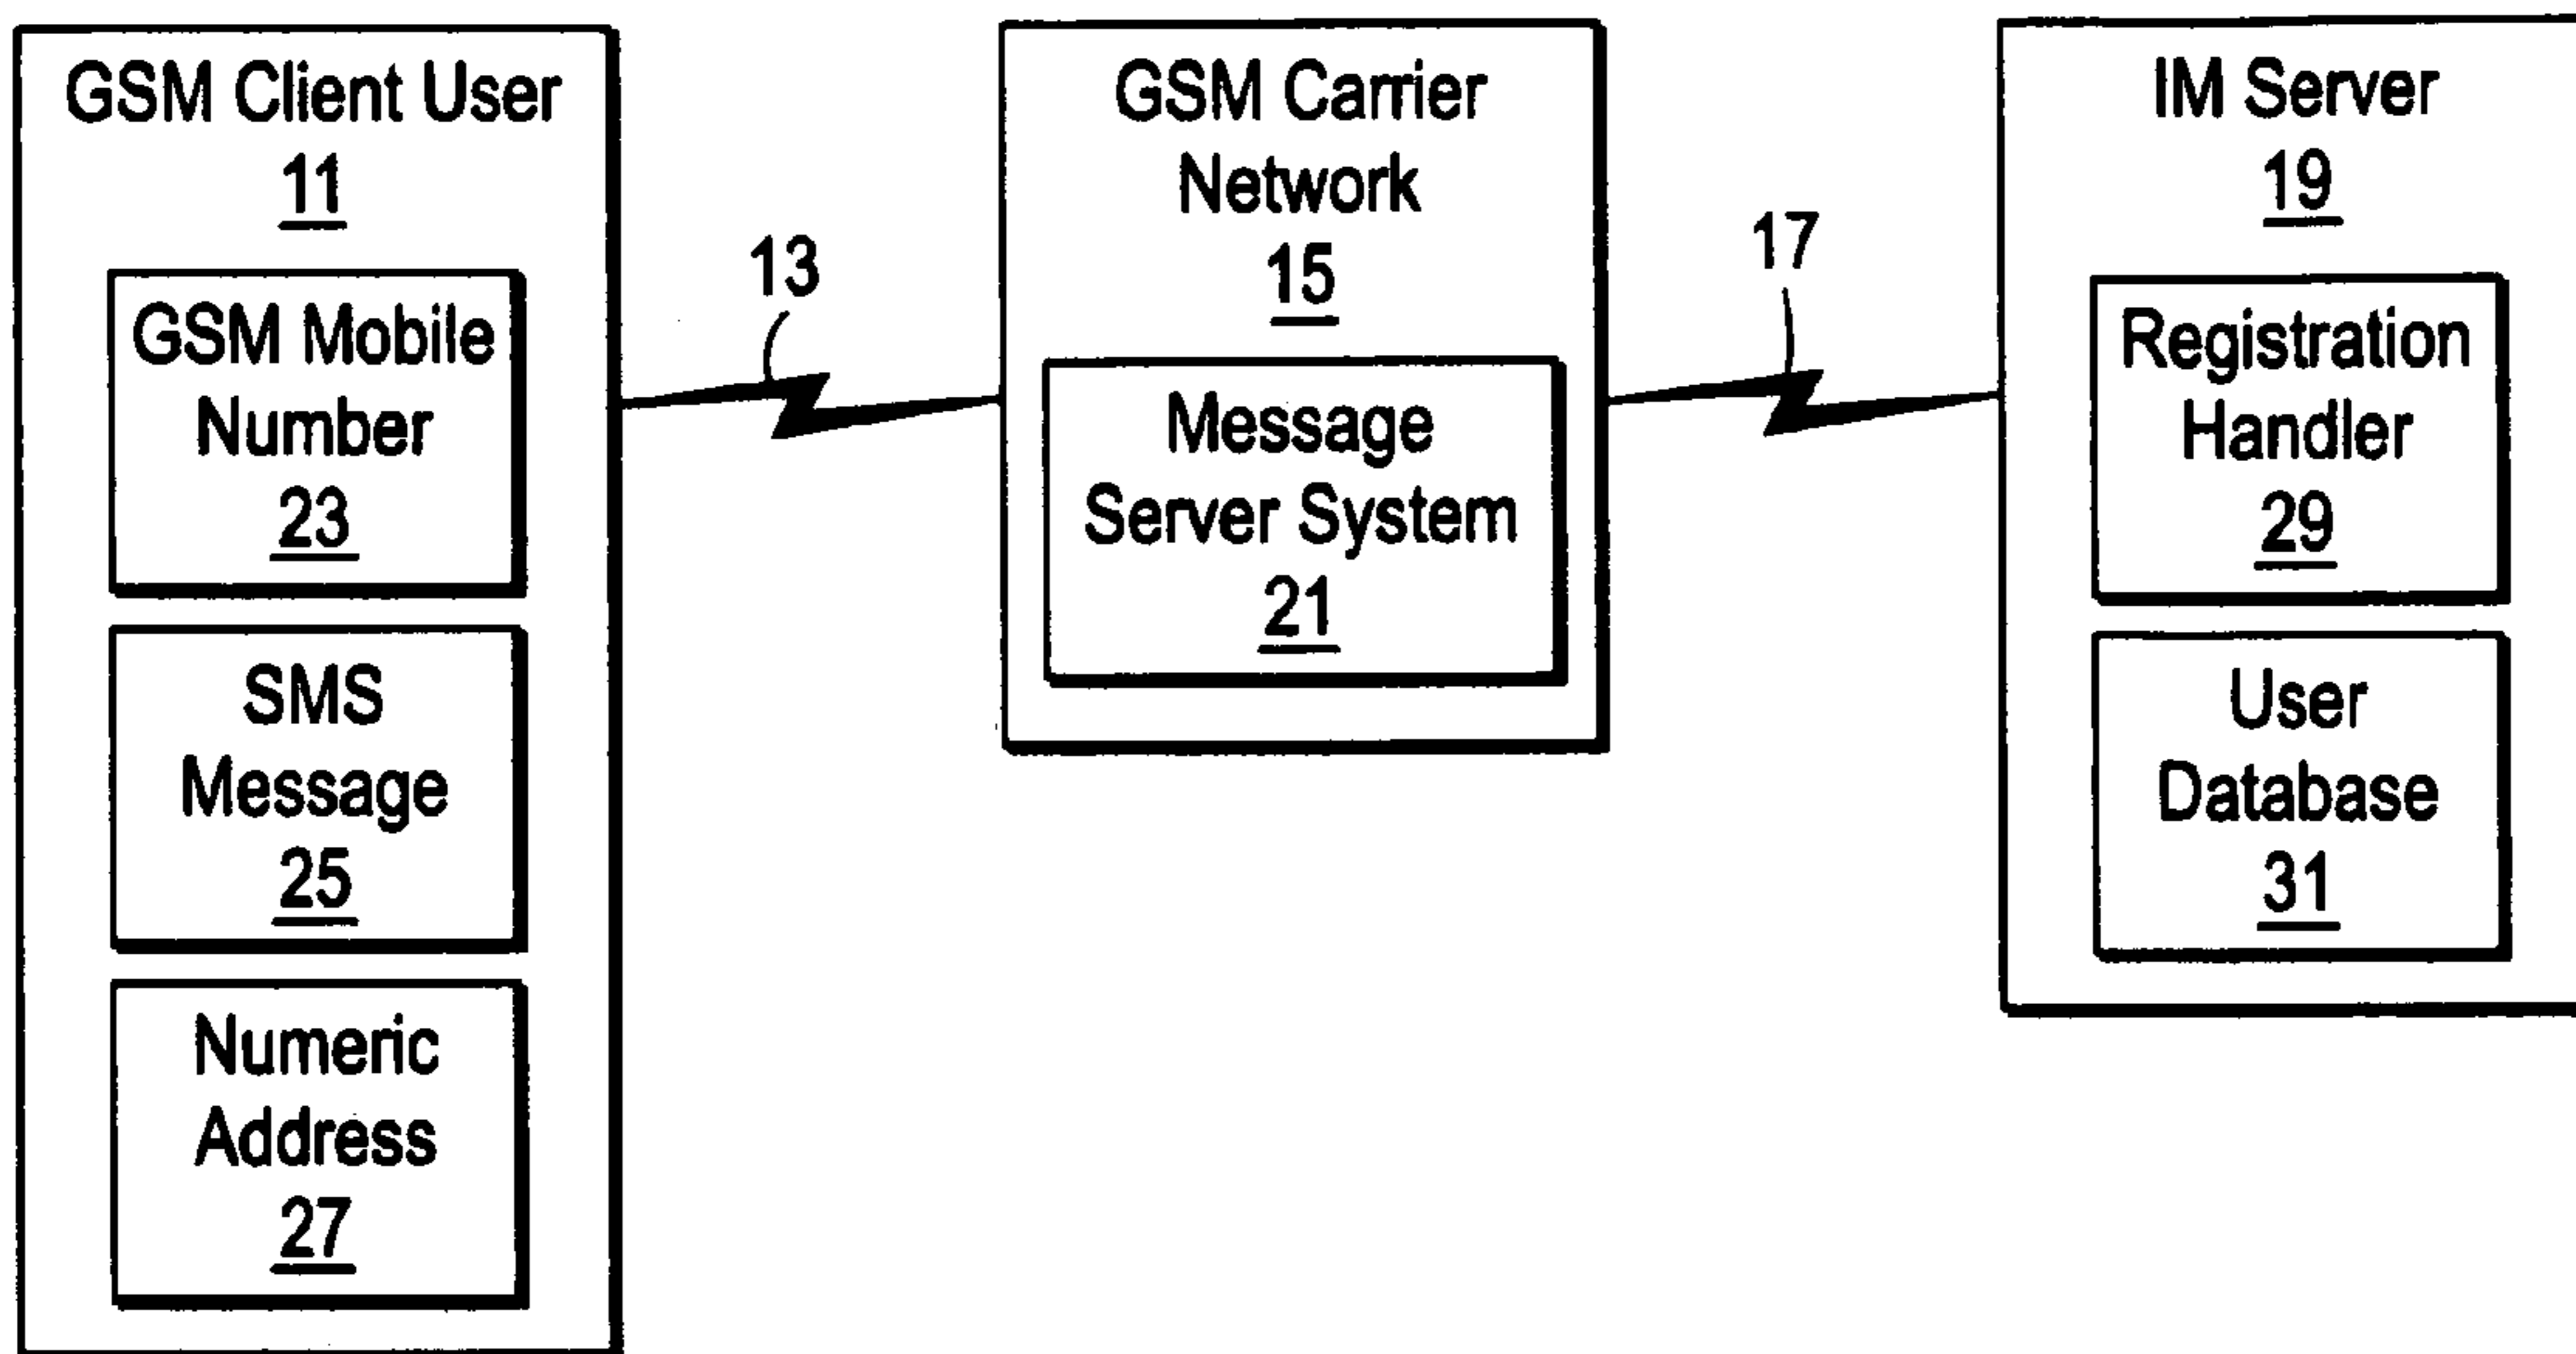 GSM Client User
11
GSM Mobile
Number
23
SMS
Message
25
Numeric
Address
27
13
GSM Carrier
Network
15
Message
Server System
21
17
IM Server
19
Registration
Handler
29
User
Database
31